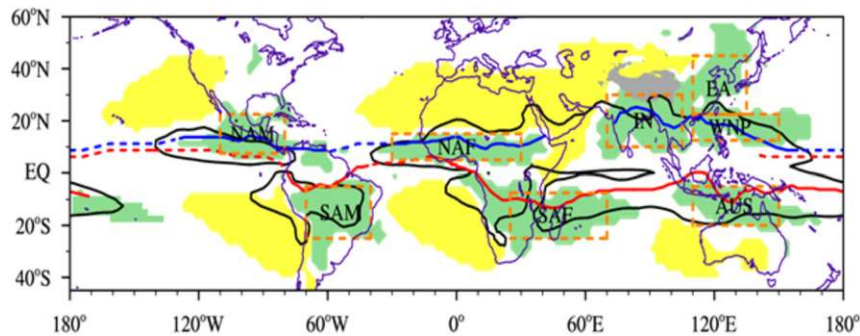 60°N
40°N
EA
20°N
NAM
NAF
IN
WNP
EQ
20°S
SAM
SAF
AUS
40°S
180°
120°W
60°W
0°
60°E
120°E
180°